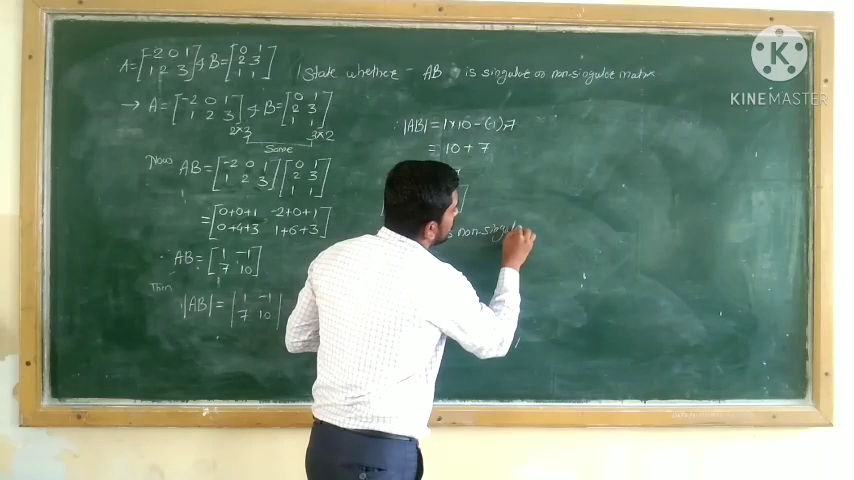 A = [-2 0 1 1 2 3] & B = [0 1 2 3 1 1] State whether AB is singular or non-singular matrix
→ A = [-2 0 1 1 2 3] & B = [0 1 2 3 1 1]
2×3 3×2
Same
Now AB = [-2 0 1 1 2 3] [0 1 2 3 1 1]
= [0+0+1 -2+0+1 0+4+3 1+6+3]
AB = [1 -1 7 10]
Then
|AB| = |1 -1 7 10|
∴ |AB| = 1×10-(-1)×7
= 10+7
non-singul
K
KINEMASTER